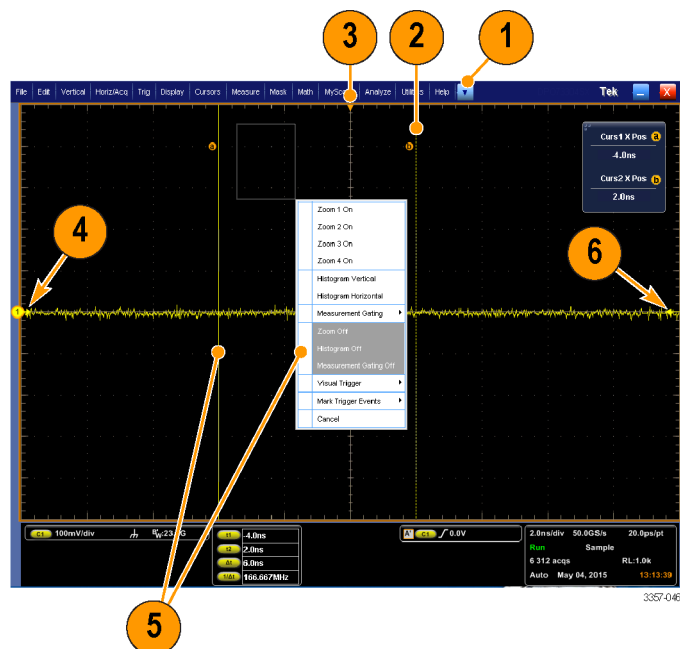 3
2
1
File Edit Vertical Horiz/Acq Trig Display Cursors Measure Mask Math Analyze Help Tek X
a
b
Curs1 X Pos a
-4.0ns
Curs2 X Pos b
2.0ns
Zoom 1 On
Zoom 2 On
Zoom 3 On
Zoom 4 On
Histogram Vertical
Histogram Horizontal
Measurement Gating
Zoom Off
Histogram Off
Measurement Gating Off
Visual Trigger
Mark Trigger Events
Cancel
4
6
1
C1 100mV/div
t1 -4.0ns
t2 2.0ns
Δt 6.0ns
1/Δt 166.667MHz
A' C1 0.0V
2.0ns/div 50.0GS/s 20.0ps/pt
Run Sample
6 312 acqs RL:1.0k
Auto May 04, 2015 13:13:39
3357-046
5